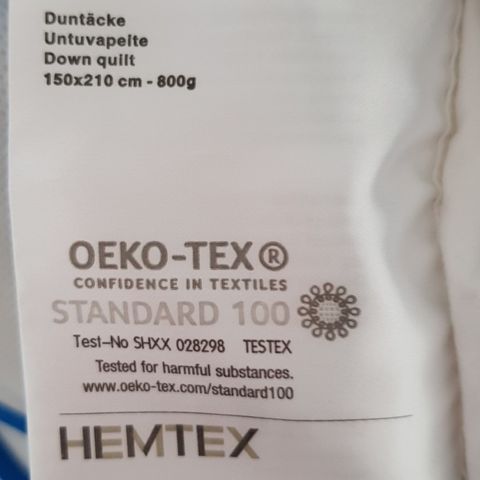 Duntäcke
Untuvapeite
Down quilt
150x210 cm - 800g
OEKO-TEX®
CONFIDENCE IN TEXTILES
STANDARD 100
Test-No SHXX 028298 TESTEX
Tested for harmful substances.
www.oeko-tex.com/standard100
HEMTEX